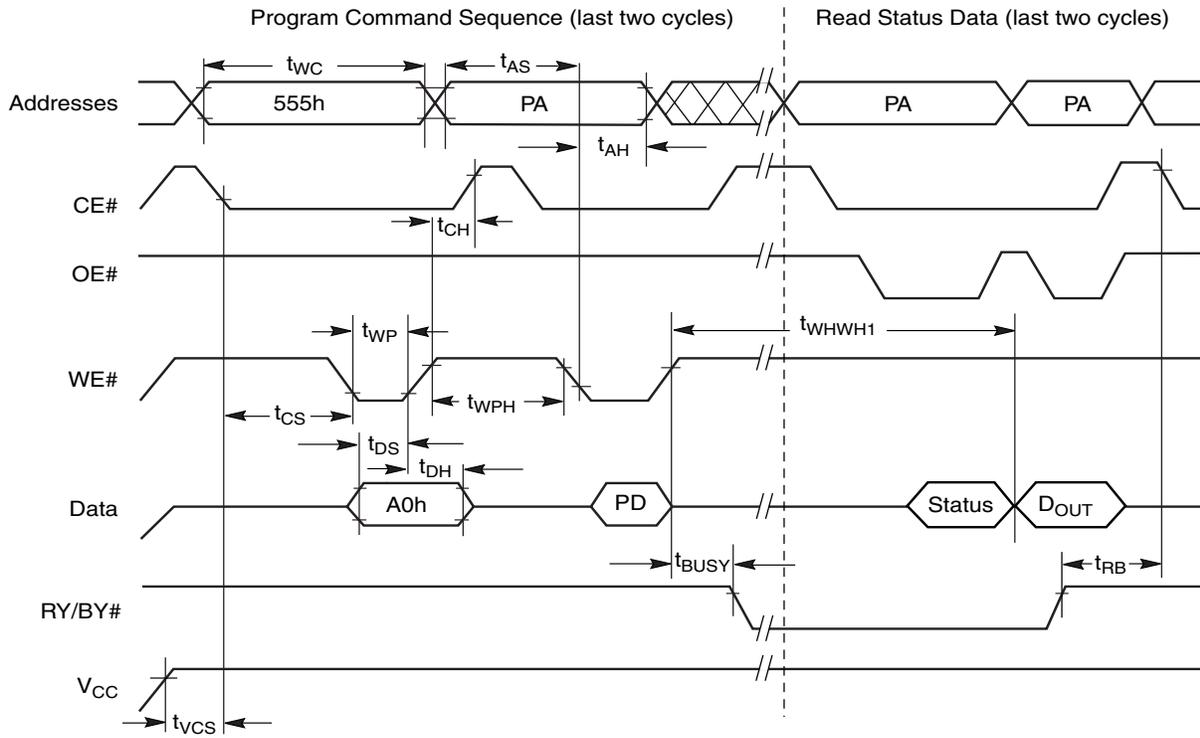 Program Command Sequence (last two cycles) Read Status Data (last two cycles)
tWC tAS
Addresses 555h PA PA PA
tAH
CE#
tCH
OE#
tWP tWHWH1
WE#
tCS tWPH
tDS
tDH
Data A0h PD Status DOUT
tBUSY tRB
RY/BY#
VCC
tVCS